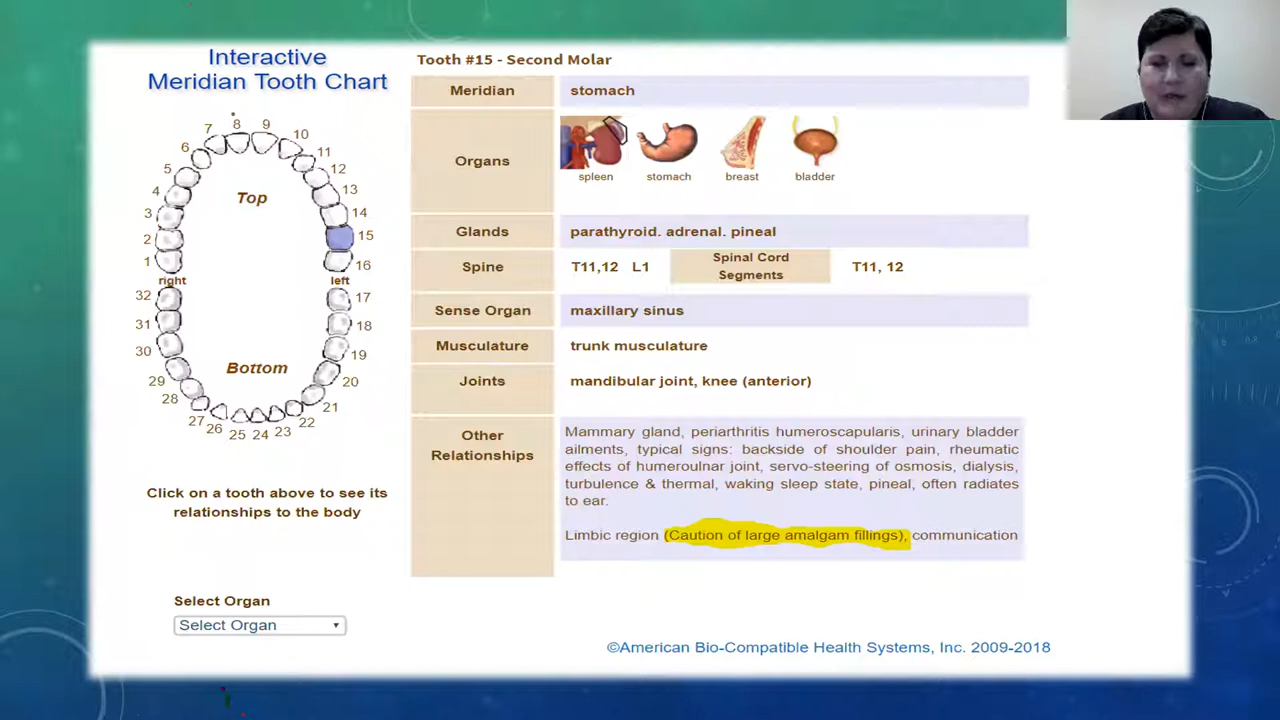 Interactive
Meridian Tooth Chart
1
2
3
4
5
6
7
8
9
10
11
12
13
14
15
16
Top
right
left
32
31
30
29
28
27
26
25
24
23
22
21
20
19
18
17
Bottom
Click on a tooth above to see its
relationships to the body
Select Organ
Select Organ
Tooth #15 - Second Molar
Meridian
stomach
Organs
spleen
stomach
breast
bladder
Glands
parathyroid. adrenal. pineal
Spine
T11,12 L1
Spinal Cord
Segments
T11, 12
Sense Organ
maxillary sinus
Musculature
trunk musculature
Joints
mandibular joint, knee (anterior)
Other
Relationships
Mammary gland, periarthritis humeroscapularis, urinary bladder
ailments, typical signs: backside of shoulder pain, rheumatic
effects of humeroulnar joint, servo-steering of osmosis, dialysis,
turbulence & thermal, waking sleep state, pineal, often radiates
to ear.
Limbic region (Caution of large amalgam fillings), communication
©American Bio-Compatible Health Systems, Inc. 2009-2018